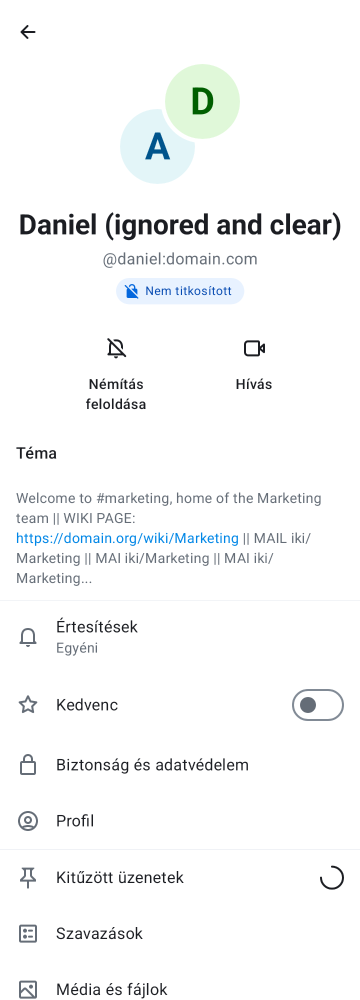 D
A
Daniel (ignored and clear)
@daniel:domain.com
Nem titkosított
Némítás
feloldása
Hívás
Téma
Welcome to #marketing, home of the Marketing
team || WIKI PAGE:
https://domain.org/wiki/Marketing || MAIL iki/
Marketing || MAI iki/Marketing || MAI iki/
Marketing...
Értesítések
Egyéni
Kedvenc
Biztonság és adatvédelem
Profil
Kitűzött üzenetek
Szavazások
Média és fájlok